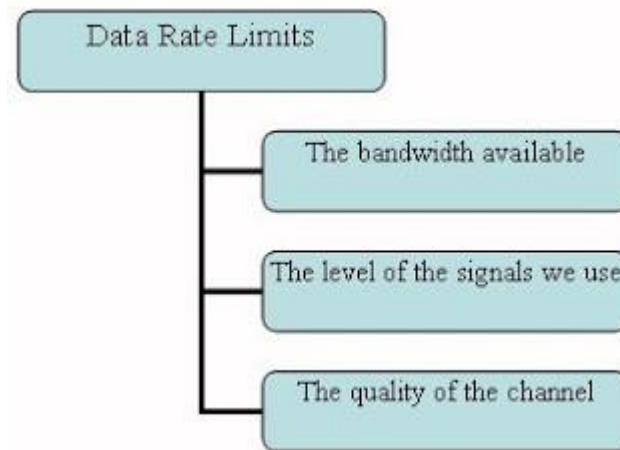 Data Rate Limits
The bandwidth available
The level of the signals we use
The quality of the channel